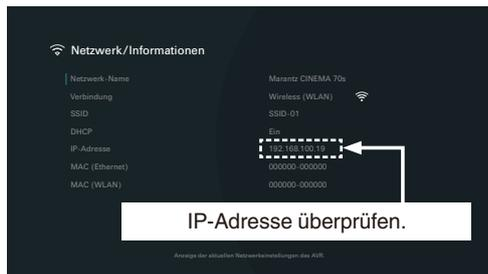 Netzwerk/Informationen
Netzwerk-Name Marantz CINEMA 70s
Verbindung Wireless (WLAN)
SSID SSID-01
DHCP Ein
IP-Adresse 192.168.100.19
MAC (Ethernet) 000000-000000
MAC (WLAN) 000000-000000
IP-Adresse überprüfen.
Anzeige der aktuellen Netzwerkeinstellungen des AVR.